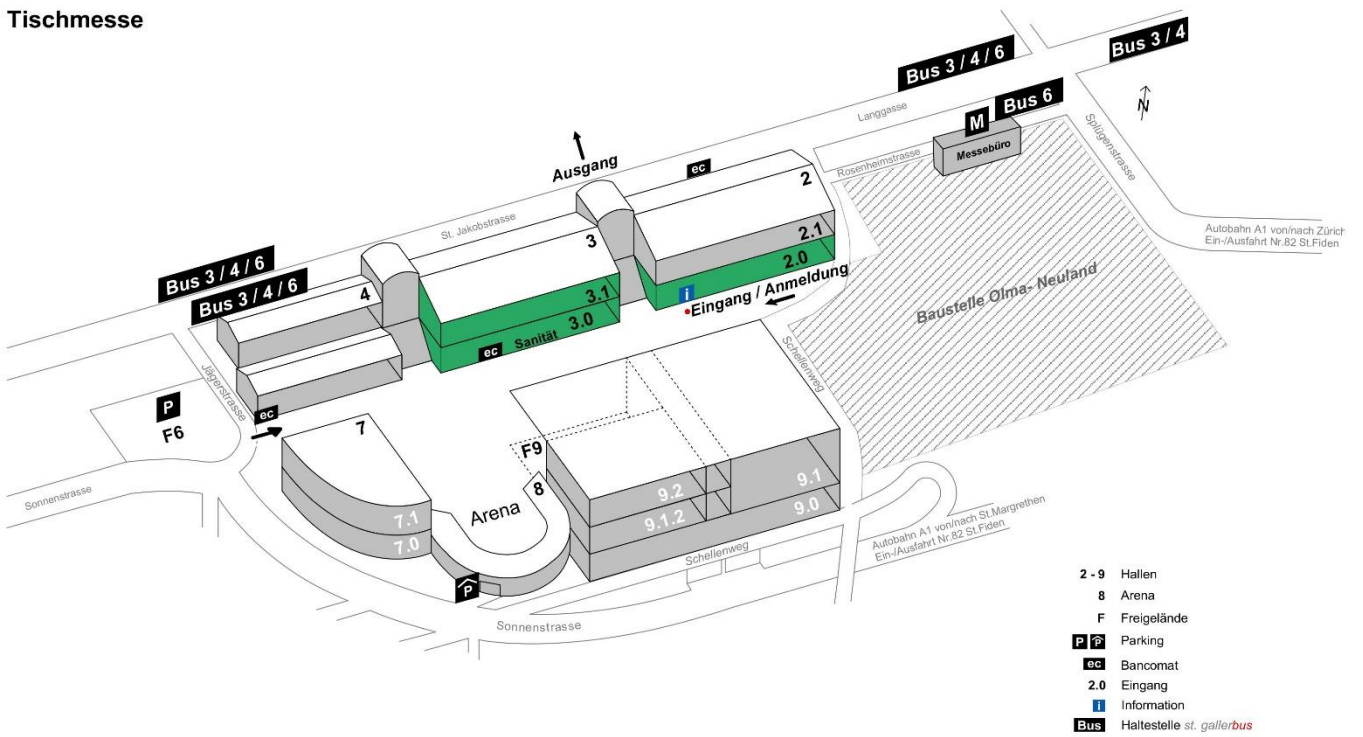 Tischmesse
Bus 3 / 4
Bus 3 / 4 / 6
Bus 6
M
N
Langgasse
Messebüro
Rosenheimstrasse
Splügenstrasse
Ausgang
ec
2
St. Jakobstrasse
3
2.1
2.0
Autobahn A1 von/nach Zürich
Ein-/Ausfahrt Nr.82 St.Fiden
Bus 3 / 4 / 6
Bus 3 / 4 / 6
4
3.1
3.0
i
Eingang / Anmeldung
Baustelle Olma- Neuland
ec
Sanität
Schellenweg
Jägerstrasse
P
F6
ec
7
F9
8
Arena
9.2
9.1
9.1.2
9.0
7.1
7.0
Sonnenstrasse
Schellenweg
Autobahn A1 von/nach St.Margrethen
Ein-/Ausfahrt Nr.82 St.Fiden
P
Sonnenstrasse
2 - 9 Hallen
8 Arena
F Freigelände
P P Parking
ec Bancomat
2.0 Eingang
i Information
Bus Haltestelle st. gallerbus